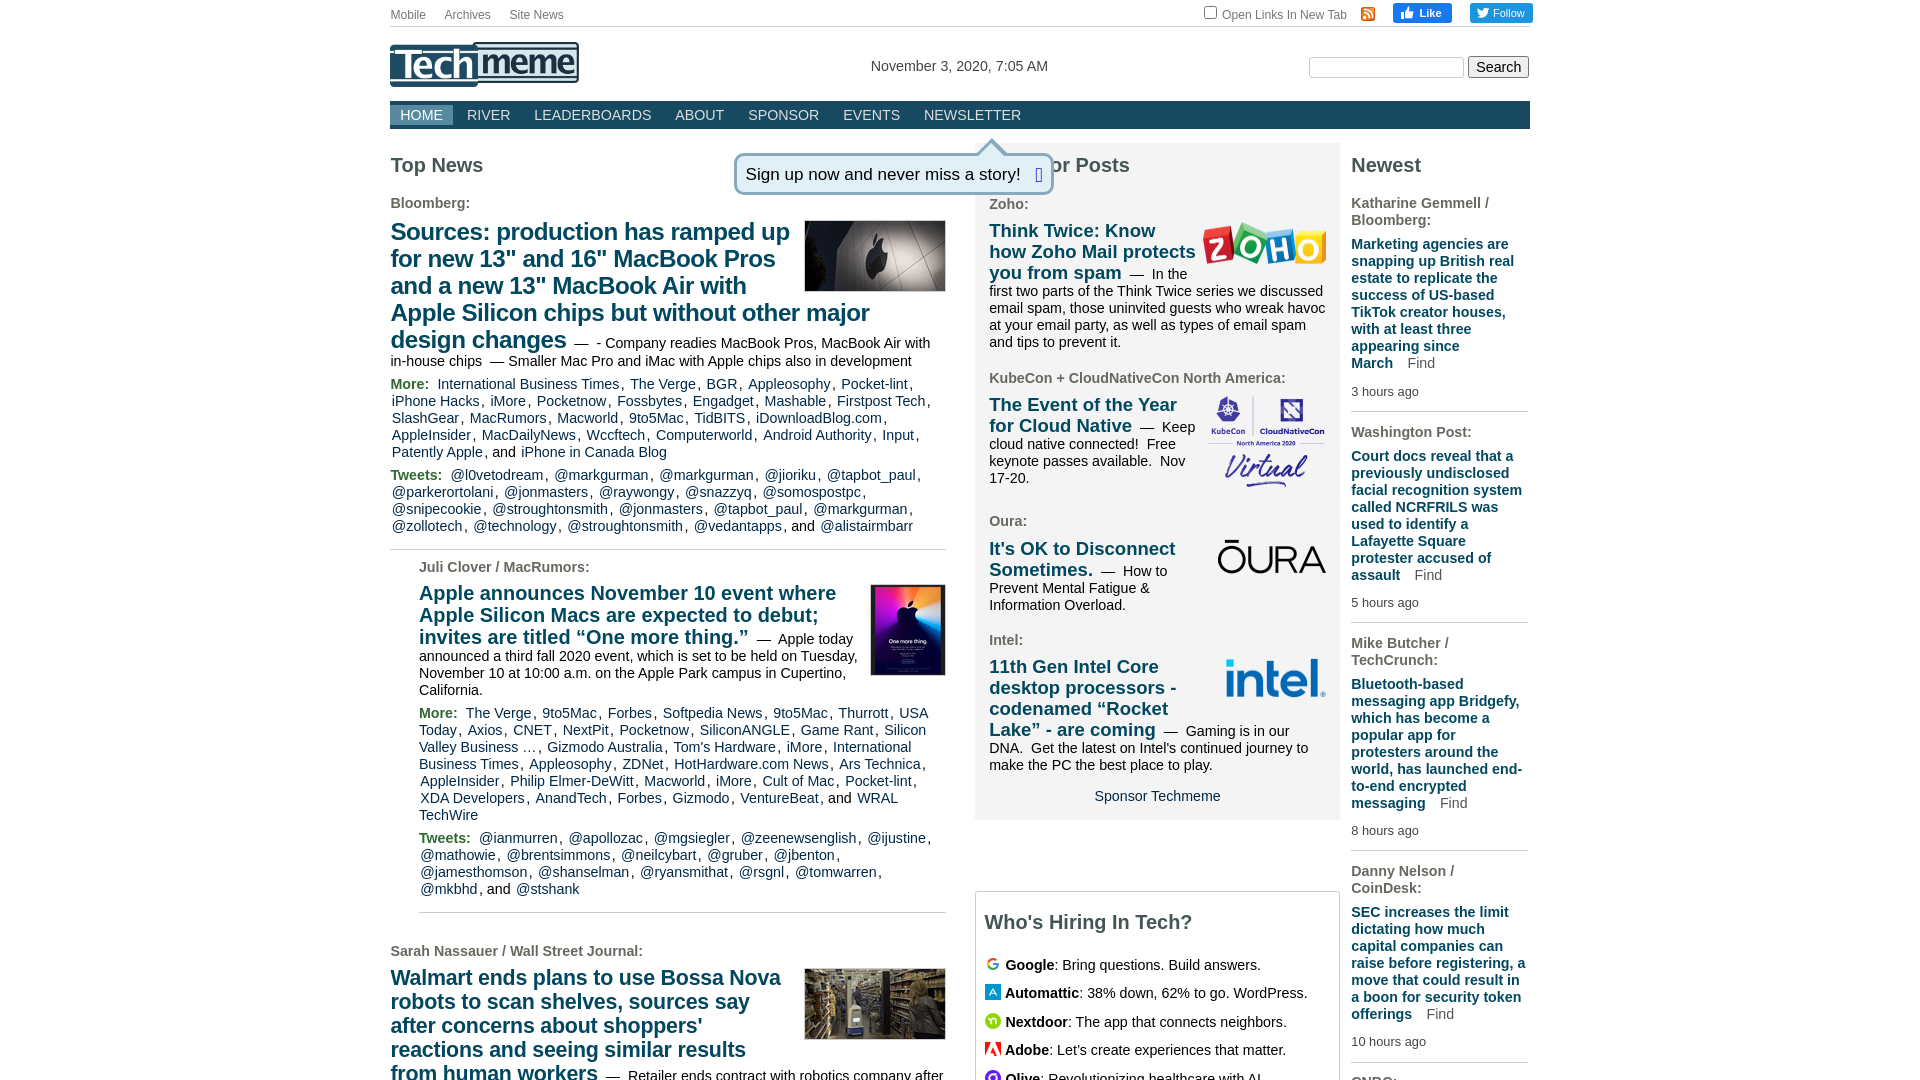 Mobile Archives Site News
Open Links In New Tab Like Follow
Techmeme
November 3, 2020, 7:05 AM
Search
HOME RIVER LEADERBOARDS ABOUT SPONSOR EVENTS NEWSLETTER
Sign up now and never miss a story!
Top News
Bloomberg:
Sources: production has ramped up
for new 13" and 16" MacBook Pros
and a new 13" MacBook Air with
Apple Silicon chips but without other major
design changes — - Company readies MacBook Pros, MacBook Air with
in-house chips — Smaller Mac Pro and iMac with Apple chips also in development
More: International Business Times, The Verge, BGR, Appleosophy, Pocket-lint,
iPhone Hacks, iMore, Pocketnow, Fossbytes, Engadget, Mashable, Firstpost Tech,
SlashGear, MacRumors, Macworld, 9to5Mac, TidBITS, iDownloadBlog.com,
AppleInsider, MacDailyNews, Wccftech, Computerworld, Android Authority, Input,
Patently Apple, and iPhone in Canada Blog
Tweets: @l0vetodream, @markgurman, @markgurman, @jioriku, @tapbot_paul,
@parkerortolani, @jonmasters, @raywongy, @snazzyq, @somospostpc,
@snipecookie, @stroughtonsmith, @jonmasters, @tapbot_paul, @markgurman,
@zollotech, @technology, @stroughtonsmith, @vedantapps, and @alistairmbarr
Juli Clover / MacRumors:
Apple announces November 10 event where
Apple Silicon Macs are expected to debut;
invites are titled “One more thing.” — Apple today
announced a third fall 2020 event, which is set to be held on Tuesday,
November 10 at 10:00 a.m. on the Apple Park campus in Cupertino,
California.
One more thing.
More: The Verge, 9to5Mac, Forbes, Softpedia News, 9to5Mac, Thurrott, USA
Today, Axios, CNET, NextPit, Pocketnow, SiliconANGLE, Game Rant, Silicon
Valley Business …, Gizmodo Australia, Tom's Hardware, iMore, International
Business Times, Appleosophy, ZDNet, HotHardware.com News, Ars Technica,
AppleInsider, Philip Elmer-DeWitt, Macworld, iMore, Cult of Mac, Pocket-lint,
XDA Developers, AnandTech, Forbes, Gizmodo, VentureBeat, and WRAL
TechWire
Tweets: @ianmurren, @apollozac, @mgsiegler, @zeenewsenglish, @ijustine,
@mathowie, @brentsimmons, @neilcybart, @gruber, @jbenton,
@jamesthomson, @shanselman, @ryansmithat, @rsgnl, @tomwarren,
@mkbhd, and @stshank
Sarah Nassauer / Wall Street Journal:
Walmart ends plans to use Bossa Nova
robots to scan shelves, sources say
after concerns about shoppers'
reactions and seeing similar results
from human workers — Retailer ends contract with robotics company after
or Posts
Zoho:
Think Twice: Know
how Zoho Mail protects
you from spam — In the
first two parts of the Think Twice series we discussed
email spam, those uninvited guests who wreak havoc
at your email party, as well as types of email spam
and tips to prevent it.
ZOHO
KubeCon + CloudNativeCon North America:
The Event of the Year
for Cloud Native — Keep
cloud native connected! Free
keynote passes available. Nov
17-20.
KubeCon CloudNativeCon
North America 2020
Virtual
Oura:
It's OK to Disconnect
Sometimes. — How to
Prevent Mental Fatigue &
Information Overload.
ŌURA
Intel:
11th Gen Intel Core
desktop processors -
codenamed “Rocket
Lake” - are coming — Gaming is in our
DNA. Get the latest on Intel's continued journey to
make the PC the best place to play.
intel
Sponsor Techmeme
Who's Hiring In Tech?
Google: Bring questions. Build answers.
Automattic: 38% down, 62% to go. WordPress.
Nextdoor: The app that connects neighbors.
Adobe: Let’s create experiences that matter.
Olive: Revolutionizing healthcare with AI.
Newest
Katharine Gemmell /
Bloomberg:
Marketing agencies are
snapping up British real
estate to replicate the
success of US-based
TikTok creator houses,
with at least three
appearing since
March Find
3 hours ago
Washington Post:
Court docs reveal that a
previously undisclosed
facial recognition system
called NCRFRILS was
used to identify a
Lafayette Square
protester accused of
assault Find
5 hours ago
Mike Butcher /
TechCrunch:
Bluetooth-based
messaging app Bridgefy,
which has become a
popular app for
protesters around the
world, has launched end-
to-end encrypted
messaging Find
8 hours ago
Danny Nelson /
CoinDesk:
SEC increases the limit
dictating how much
capital companies can
raise before registering, a
move that could result in
a boon for security token
offerings Find
10 hours ago
CNBC: